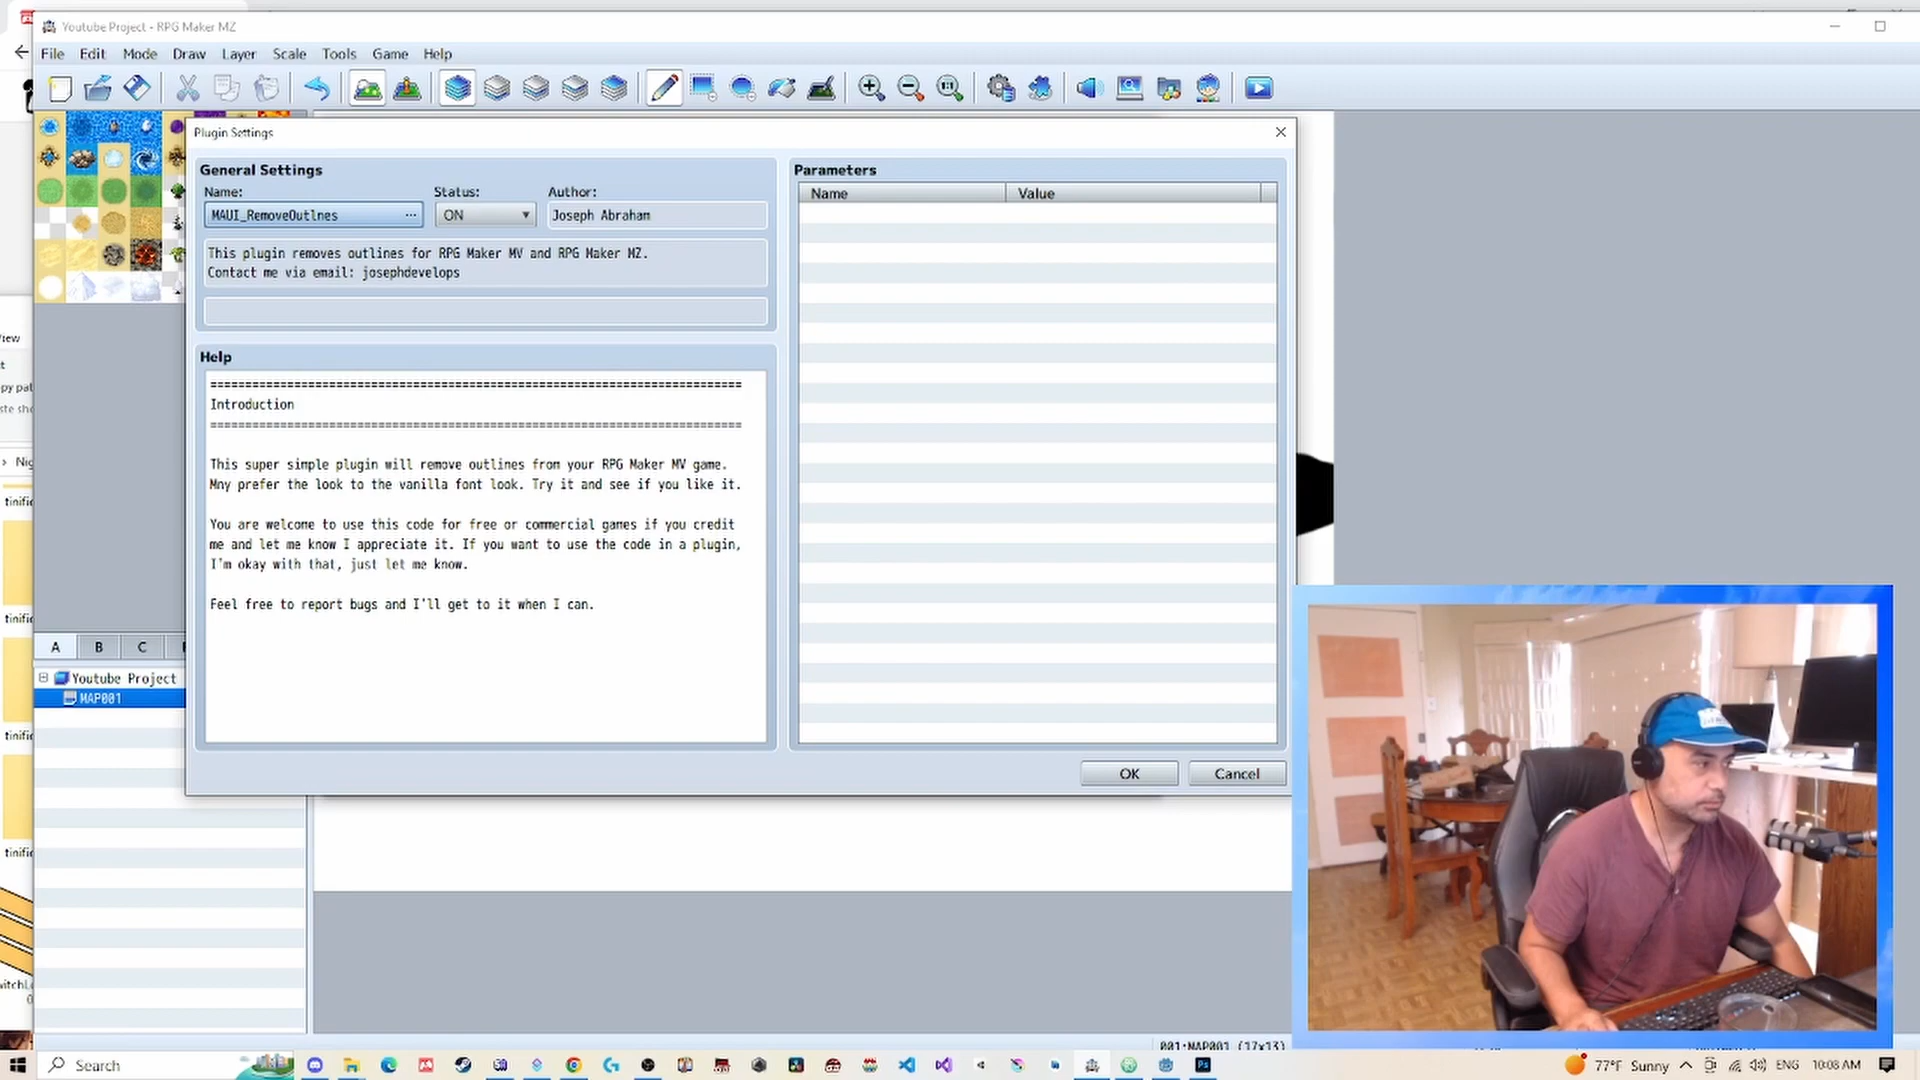 Youtube Project - RPG Maker MZ
File Edit Mode Draw Layer Scale Tools Game Help
Plugin Settings
General Settings
Name: Status: Author:
MAUI_RemoveOutlnes ... ON Joseph Abraham
This plugin removes outlines for RPG Maker MV and RPG Maker MZ.
Contact me via email: josephdevelops
Help
================================================================================
Introduction
================================================================================
This super simple plugin will remove outlines from your RPG Maker MV game.
Mny prefer the look to the vanilla font look. Try it and see if you like it.
You are welcome to use this code for free or commercial games if you credit
me and let me know I appreciate it. If you want to use the code in a plugin,
I'm okay with that, just let me know.
Feel free to report bugs and I'll get to it when I can.
Parameters
Name Value
OK Cancel
A B C
Youtube Project
MAP001
001:MAP001 (17x13)
Search
77°F Sunny ENG 10:08 AM